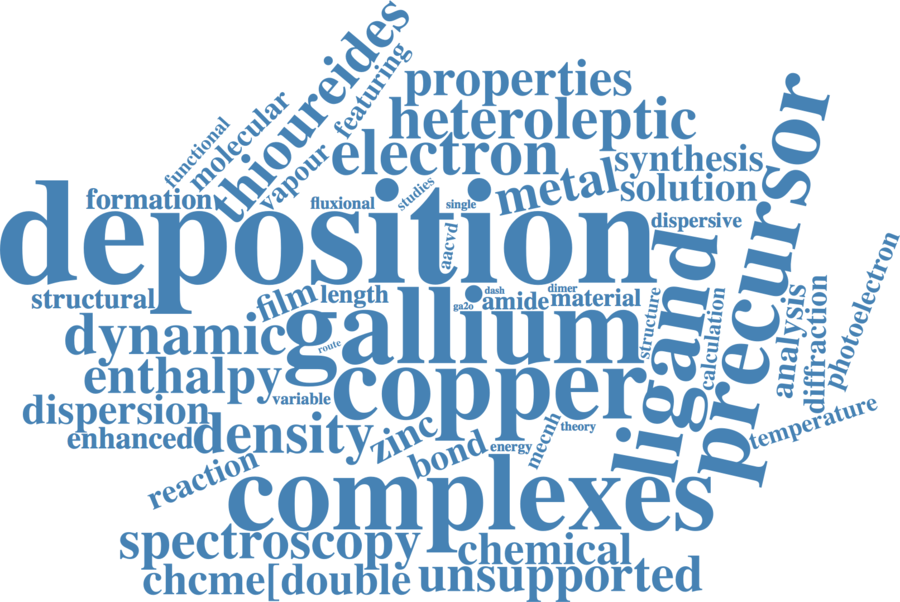 thioureides
featuring
functional
molecular
vapour
properties
heteroleptic
electron
synthesis
metal
solution
precursor
formation
fluxional
studies
single
dispersive
deposition
aacvd
ligand
photoelectron
structural
film
length
dash
dimer
ga2o
amide
material
structure
calculation
analysis
diffraction
dynamic
route
gallium
enthalpy
variable
copper
dispersion
enhanced
density
zinc
bond
energy
mecnh
theory
temperature
reaction
complexes
spectroscopy
chemical
chcme[double
unsupported